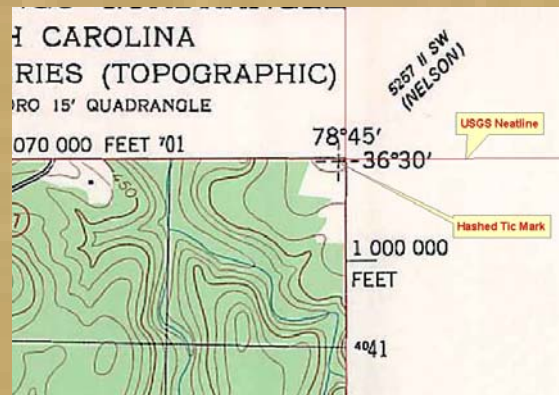 H CAROLINA
RIES (TOPOGRAPHIC)
ORO 15' QUADRANGLE
070 000 FEET ⁷01
78°45'
36°30'
5257 II SW
(NELSON)
USGS Neatline
Hashed Tic Mark
1 000 000
FEET
⁴⁰41
450
7